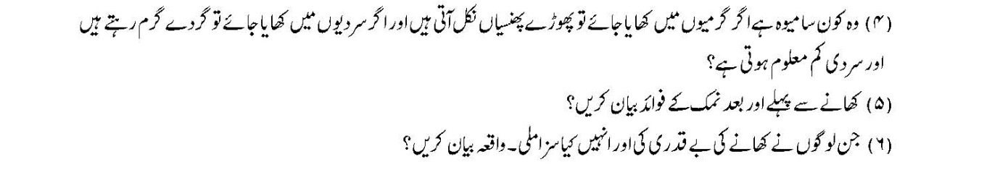 (۴) وہ کون سا میوہ ہے اگر گرمیوں میں کھایا جائے تو پھوڑے پھنسیاں نکل آتی ہیں اور اگر سردیوں میں کھایا جائے تو گردے گرم رہتے ہیں
اور سردی کم معلوم ہوتی ہے؟
(۵) کھانے سے پہلے اور بعد نمک کے فوائد بیان کریں؟
(۶) جن لوگوں نے کھانے کی بے قدری کی اور انہیں کیا سزا ملی۔ واقعہ بیان کریں؟